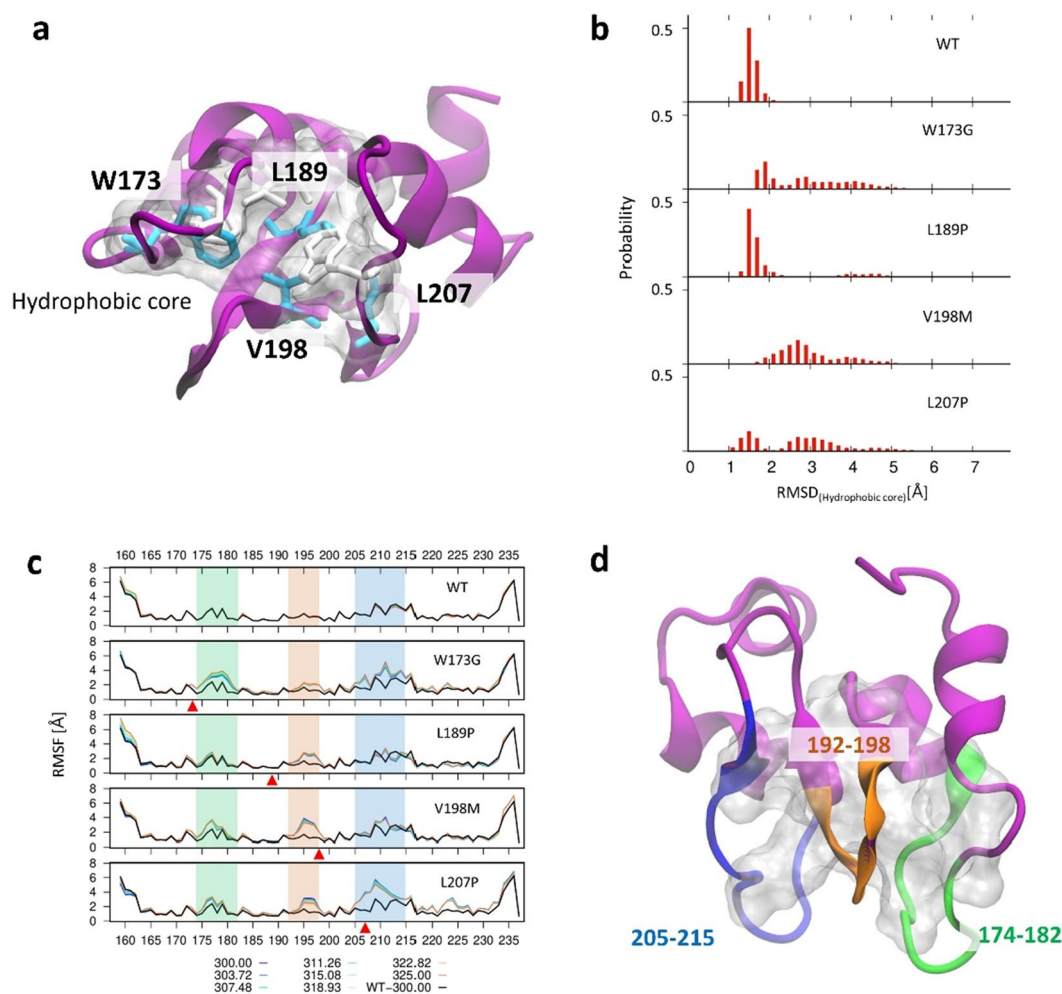 a
W173
L189
Hydrophobic core
L207
V198
b
0.5
WT
0.5
W173G
0.5
L189P
0.5
V198M
0.5
L207P
Probability
0 1 2 3 4 5 6 7
RMSD(Hydrophobic core)[Å]
c
160 165 170 175 180 185 190 195 200 205 210 215 220 225 230 235
8 6 4 2 0
WT
8 6 4 2 0
W173G
8 6 4 2 0
L189P
8 6 4 2 0
V198M
8 6 4 2 0
L207P
RMSF [Å]
160 165 170 175 180 185 190 195 200 205 210 215 220 225 230 235
300.00 311.26 322.82
303.72 315.08 325.00
307.48 318.93 WT-300.00
d
192-198
205-215
174-182